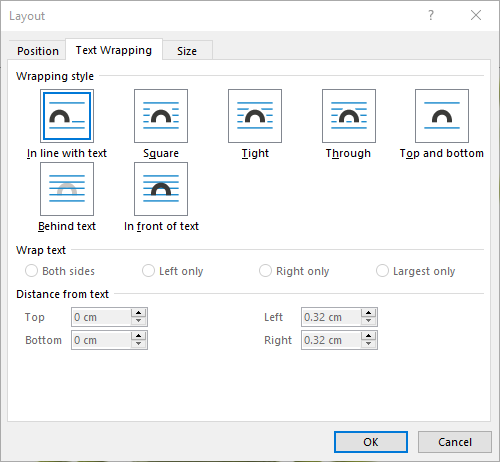 Layout
? ×
Position Text Wrapping Size
Wrapping style
In line with text Square Tight Through Top and bottom
Behind text In front of text
Wrap text
Both sides Left only Right only Largest only
Distance from text
Top 0 cm Left 0.32 cm
Bottom 0 cm Right 0.32 cm
OK Cancel